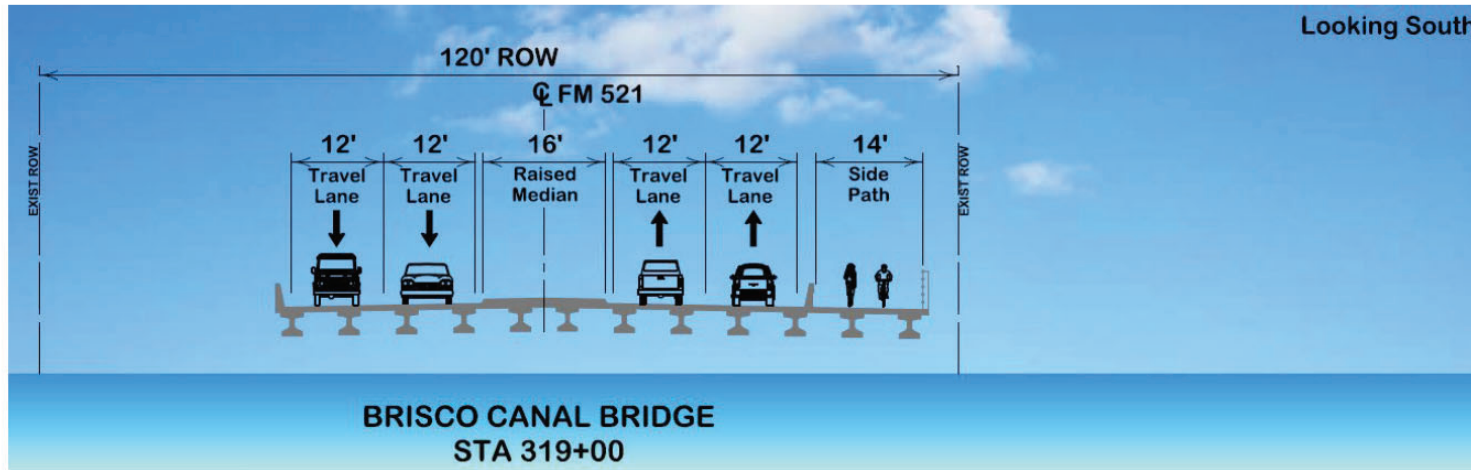 Looking South
120' ROW
℄ FM 521
12' 12' 16' 12' 12' 14'
Travel Lane
Travel Lane
Raised Median
Travel Lane
Travel Lane
Side Path
EXIST ROW
EXIST ROW
BRISCO CANAL BRIDGE
STA 319+00